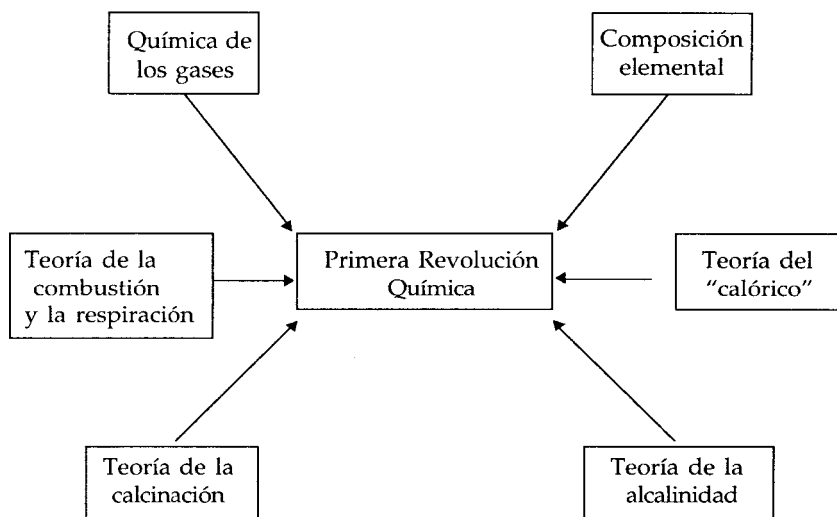 Química de
los gases
Composición
elemental
Teoría de la
combustión
y la respiración
Primera Revolución
Química
Teoría del
“calórico”
Teoría de la
calcinación
Teoría de la
alcalinidad